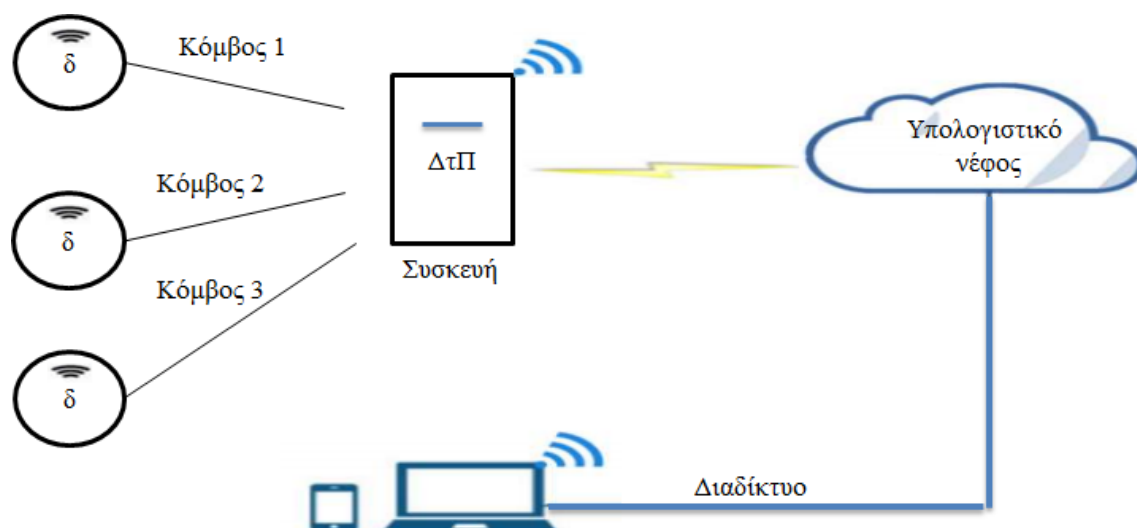 Κόμβος 1
δ
ΔτΠ
Υπολογιστικό
νέφος
Κόμβος 2
δ
Συσκευή
Κόμβος 3
δ
Διαδίκτυο